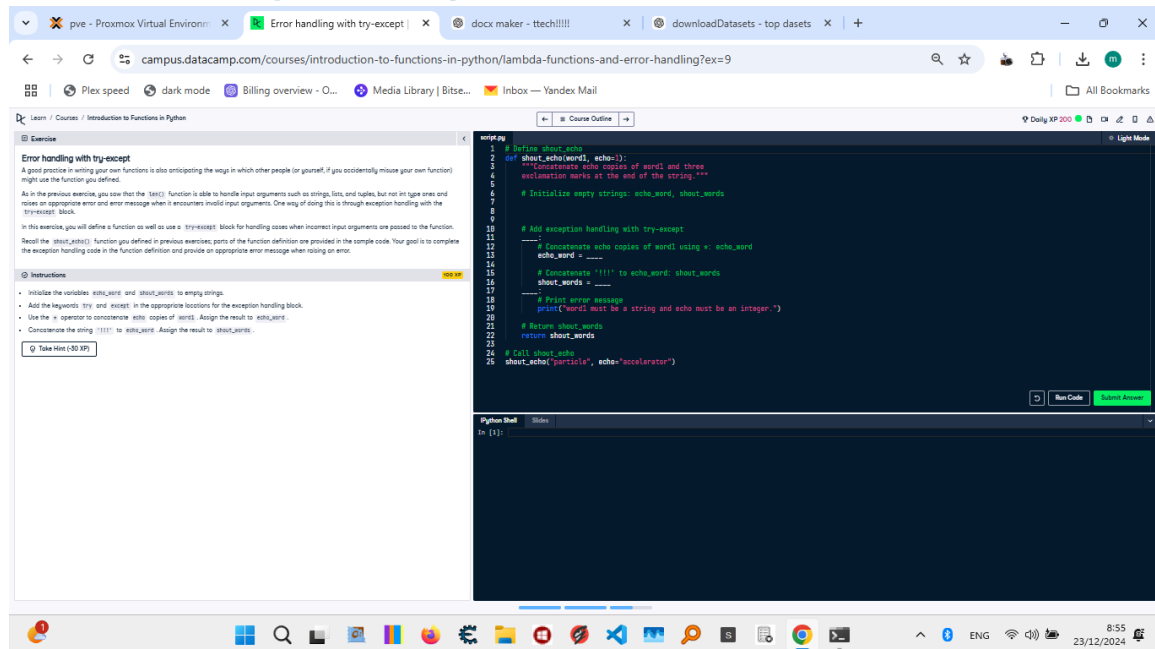 pve - Proxmox Virtual Environm
Error handling with try-except |
docx maker - ttech!!!!!
downloadDatasets - top dasets
campus.datacamp.com/courses/introduction-to-functions-in-python/lambda-functions-and-error-handling?ex=9
m
Plex speed
dark mode
Billing overview - O...
Media Library | Bitse...
Inbox — Yandex Mail
All Bookmarks
Learn / Courses / Introduction to Functions in Python
Course Outline
Daily XP 200
Exercise
Error handling with try-except
A good practice in writing your own functions is also anticipating the ways in which other people (or yourself, if you accidentally misuse your own function)
might use the function you defined.
As in the previous exercise, you saw that the len() function is able to handle input arguments such as strings, lists, and tuples, but not int type ones and
raises an appropriate error and error message when it encounters invalid input arguments. One way of doing this is through exception handling with the
try-except block.
In this exercise, you will define a function as well as use a try-except block for handling cases when incorrect input arguments are passed to the function.
Recall the shout_echo() function you defined in previous exercises; parts of the function definition are provided in the sample code. Your goal is to complete
the exception handling code in the function definition and provide an appropriate error message when raising an error.
Instructions
100 XP
• Initialize the variables echo_word and shout_words to empty strings.
• Add the keywords try and except in the appropriate locations for the exception handling block.
• Use the * operator to concatenate echo copies of word1. Assign the result to echo_word.
• Concatenate the string '!!!' to echo_word. Assign the result to shout_words.
Take Hint (-30 XP)
script.py
Light Mode
1 # Define shout_echo
2 def shout_echo(word1, echo=1):
3 """Concatenate echo copies of word1 and three
4 exclamation marks at the end of the string."""
5
6 # Initialize empty strings: echo_word, shout_words
7
8
9
10 # Add exception handling with try-except
11 ____:
12 # Concatenate echo copies of word1 using *: echo_word
13 echo_word = ____
14
15 # Concatenate '!!!' to echo_word: shout_words
16 shout_words = ____
17 ____:
18 # Print error message
19 print("word1 must be a string and echo must be an integer.")
20
21 # Return shout_words
22 return shout_words
23
24 # Call shout_echo
25 shout_echo("particle", echo="accelerator")
Run Code
Submit Answer
IPython Shell
Slides
In [1]:
1
S
ENG
8:55
23/12/2024